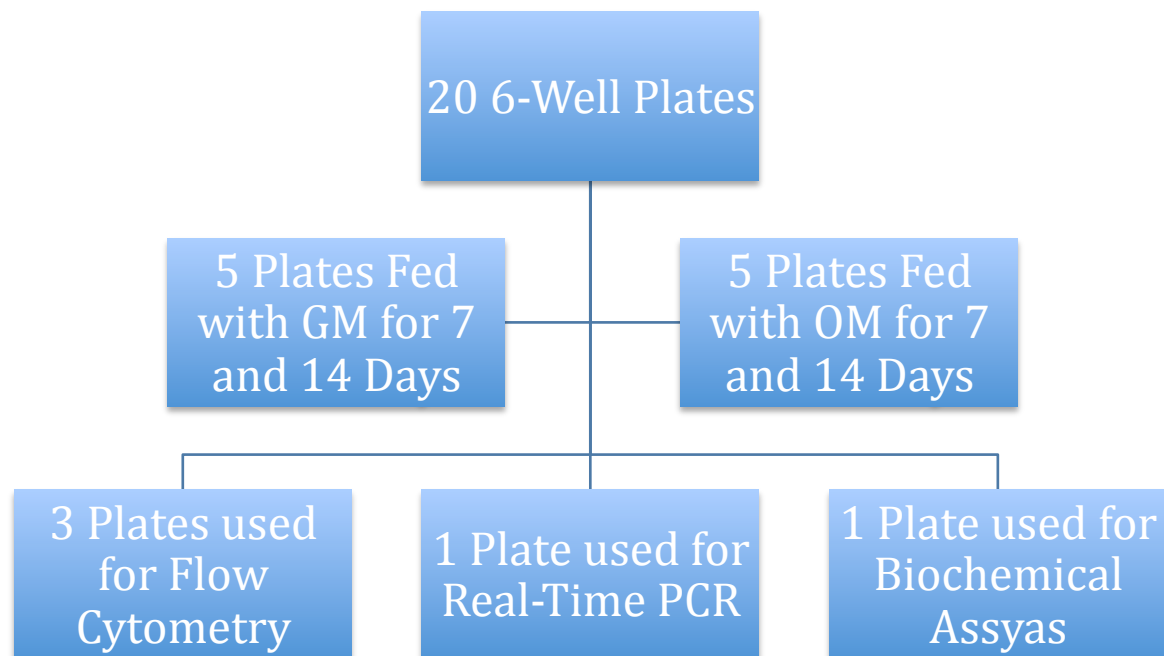 20 6-Well Plates
5 Plates Fed
with GM for 7
and 14 Days
5 Plates Fed
with OM for 7
and 14 Days
3 Plates used
for Flow
Cytometry
1 Plate used for
Real-Time PCR
1 Plate used for
Biochemical
Assyas